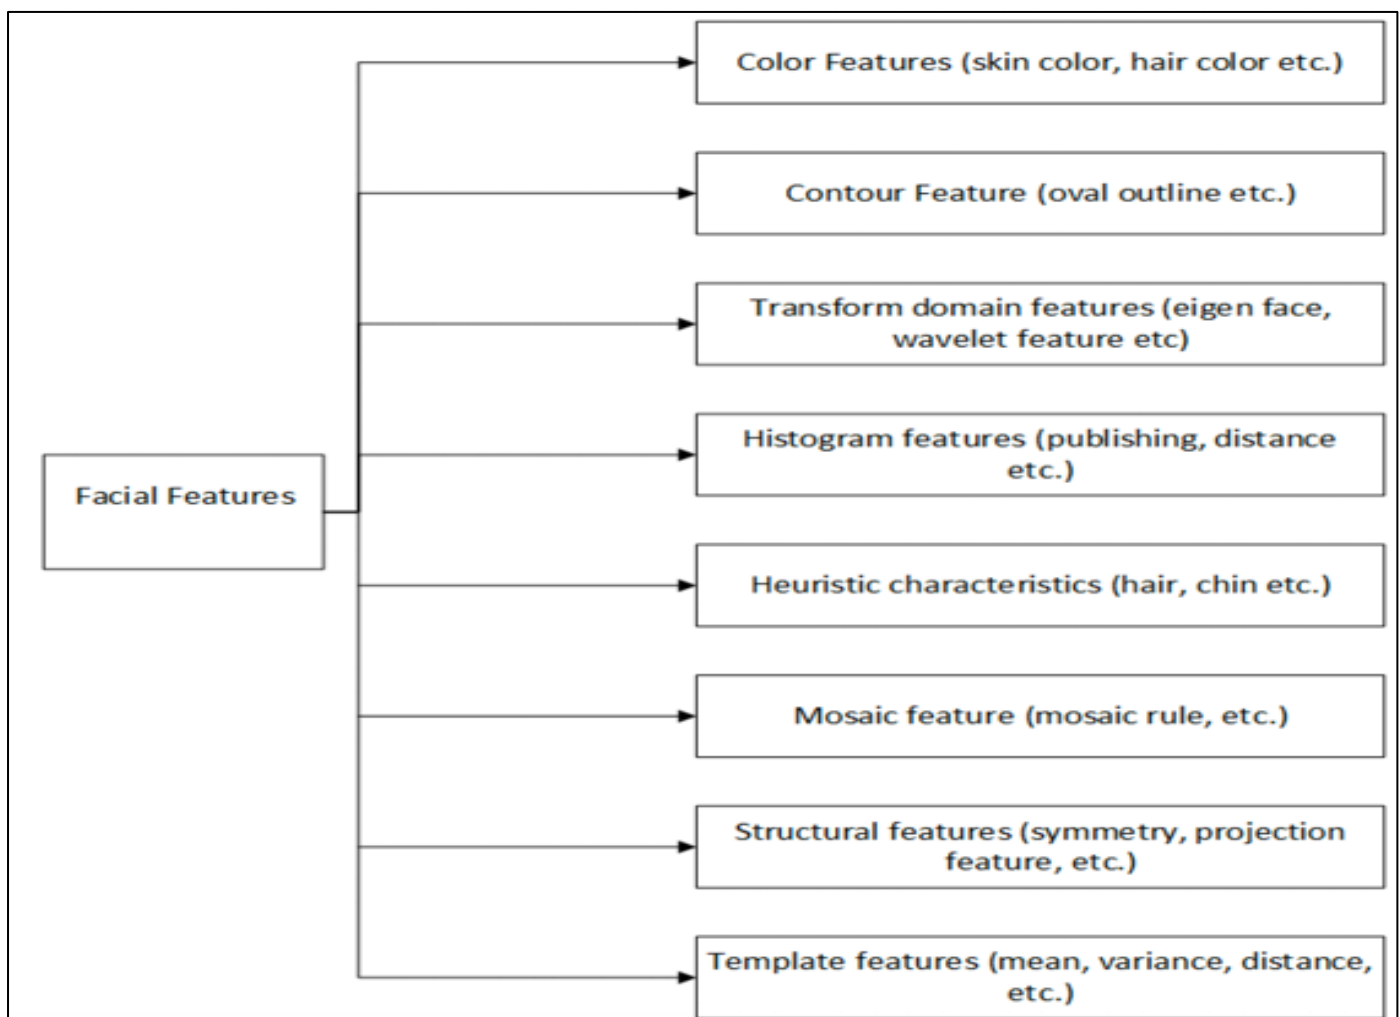 Color Features (skin color, hair color etc.)
Contour Feature (oval outline etc.)
Transform domain features (eigen face,
wavelet feature etc)
Histogram features (publishing, distance
etc.)
Facial Features
Heuristic characteristics (hair, chin etc.)
Mosaic feature (mosaic rule, etc.)
Structural features (symmetry, projection
feature, etc.)
Template features (mean, variance, distance,
etc.)